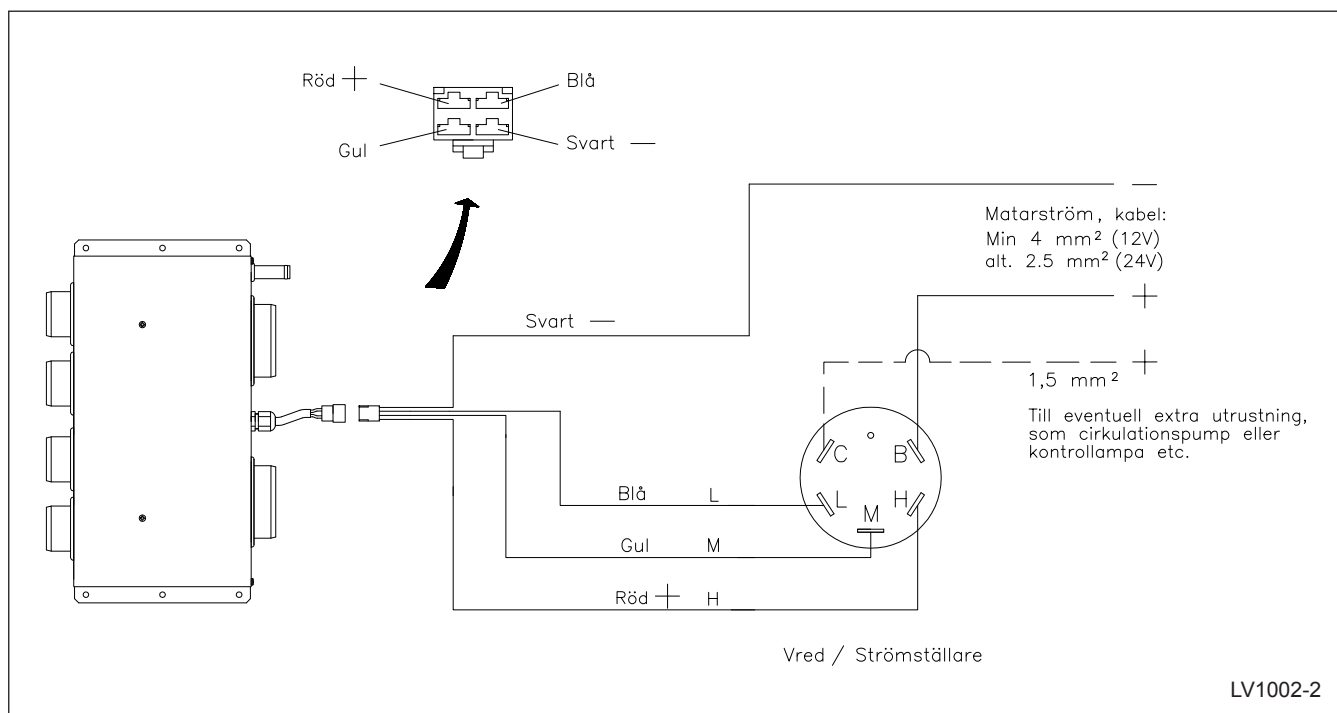 Röd +
Blå
Gul
Svart —
Matarström, kabel:
Min 4 mm² (12V)
alt. 2.5 mm² (24V)
—
+
Svart —
+
1,5 mm²
Till eventuell extra utrustning,
som cirkulationspump eller
kontrollampa etc.
C B
L H
M
Blå L
Gul M
Röd + H
Vred / Strömställare
LV1002-2